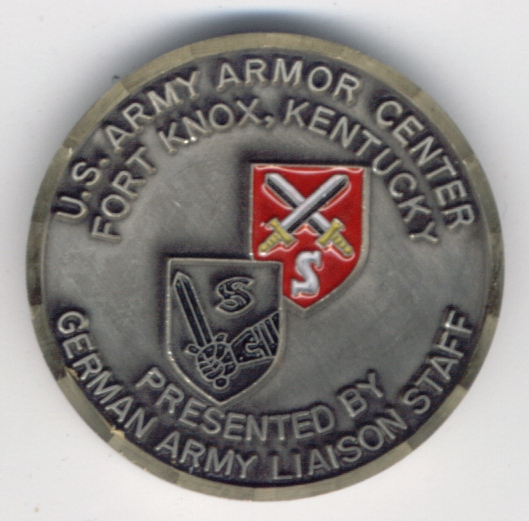 U.S. ARMY ARMOR CENTER
FORT KNOX, KENTUCKY
S
S
PRESENTED BY
GERMAN ARMY LIAISON STAFF